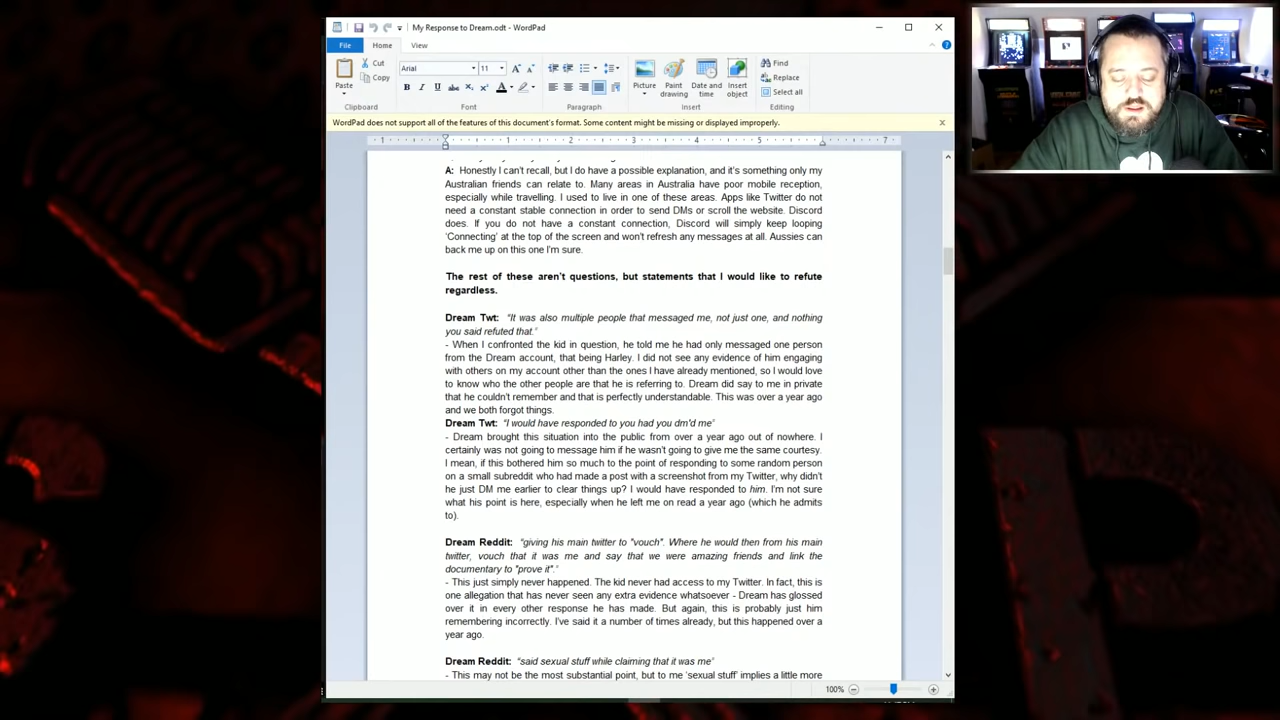 My Response to Dream.odt - WordPad
File
Home
View
Paste
Cut
Copy
Clipboard
Arial
11
Font
Paragraph
Picture
Paint drawing
Date and time
Insert object
Insert
Find
Replace
Select all
Editing
WordPad does not support all of the features of this document's format. Some content might be missing or displayed improperly.
1 1 2 3 4 5 7
A: Honestly I can't recall, but I do have a possible explanation, and it's something only my
Australian friends can relate to. Many areas in Australia have poor mobile reception,
especially while travelling. I used to live in one of these areas. Apps like Twitter do not
need a constant stable connection in order to send DMs or scroll the website. Discord
does. If you do not have a constant connection, Discord will simply keep looping
'Connecting' at the top of the screen and won't refresh any messages at all. Aussies can
back me up on this one I'm sure.
The rest of these aren't questions, but statements that I would like to refute
regardless.
Dream Twt: "It was also multiple people that messaged me, not just one, and nothing
you said refuted that."
- When I confronted the kid in question, he told me he had only messaged one person
from the Dream account, that being Harley. I did not see any evidence of him engaging
with others on my account other than the ones I have already mentioned, so I would love
to know who the other people are that he is referring to. Dream did say to me in private
that he couldn't remember and that is perfectly understandable. This was over a year ago
and we both forgot things.
Dream Twt: "I would have responded to you had you dm'd me"
- Dream brought this situation into the public from over a year ago out of nowhere. I
certainly was not going to message him if he wasn't going to give me the same courtesy.
I mean, if this bothered him so much to the point of responding to some random person
on a small subreddit who had made a post with a screenshot from my Twitter, why didn't
he just DM me earlier to clear things up? I would have responded to him. I'm not sure
what his point is here, especially when he left me on read a year ago (which he admits
to).
Dream Reddit: "giving his main twitter to "vouch". Where he would then from his main
twitter, vouch that it was me and say that we were amazing friends and link the
documentary to "prove it"."
- This just simply never happened. The kid never had access to my Twitter. In fact, this is
one allegation that has never seen any extra evidence whatsoever - Dream has glossed
over it in every other response he has made. But again, this is probably just him
remembering incorrectly. I've said it a number of times already, but this happened over a
year ago.
Dream Reddit: "said sexual stuff while claiming that it was me"
- This may not be the most substantial point, but to me 'sexual stuff' implies a little more
100%